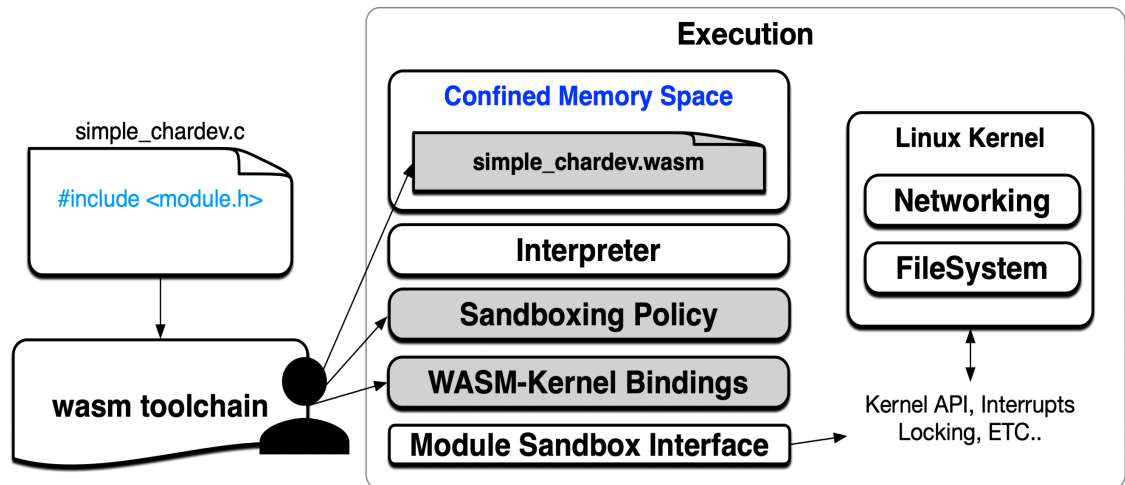 simple_chardev.c
#include <module.h>
wasm toolchain
Execution
Confined Memory Space
simple_chardev.wasm
Interpreter
Sandboxing Policy
WASM-Kernel Bindings
Module Sandbox Interface
Linux Kernel
Networking
FileSystem
Kernel API, Interrupts
Locking, ETC..